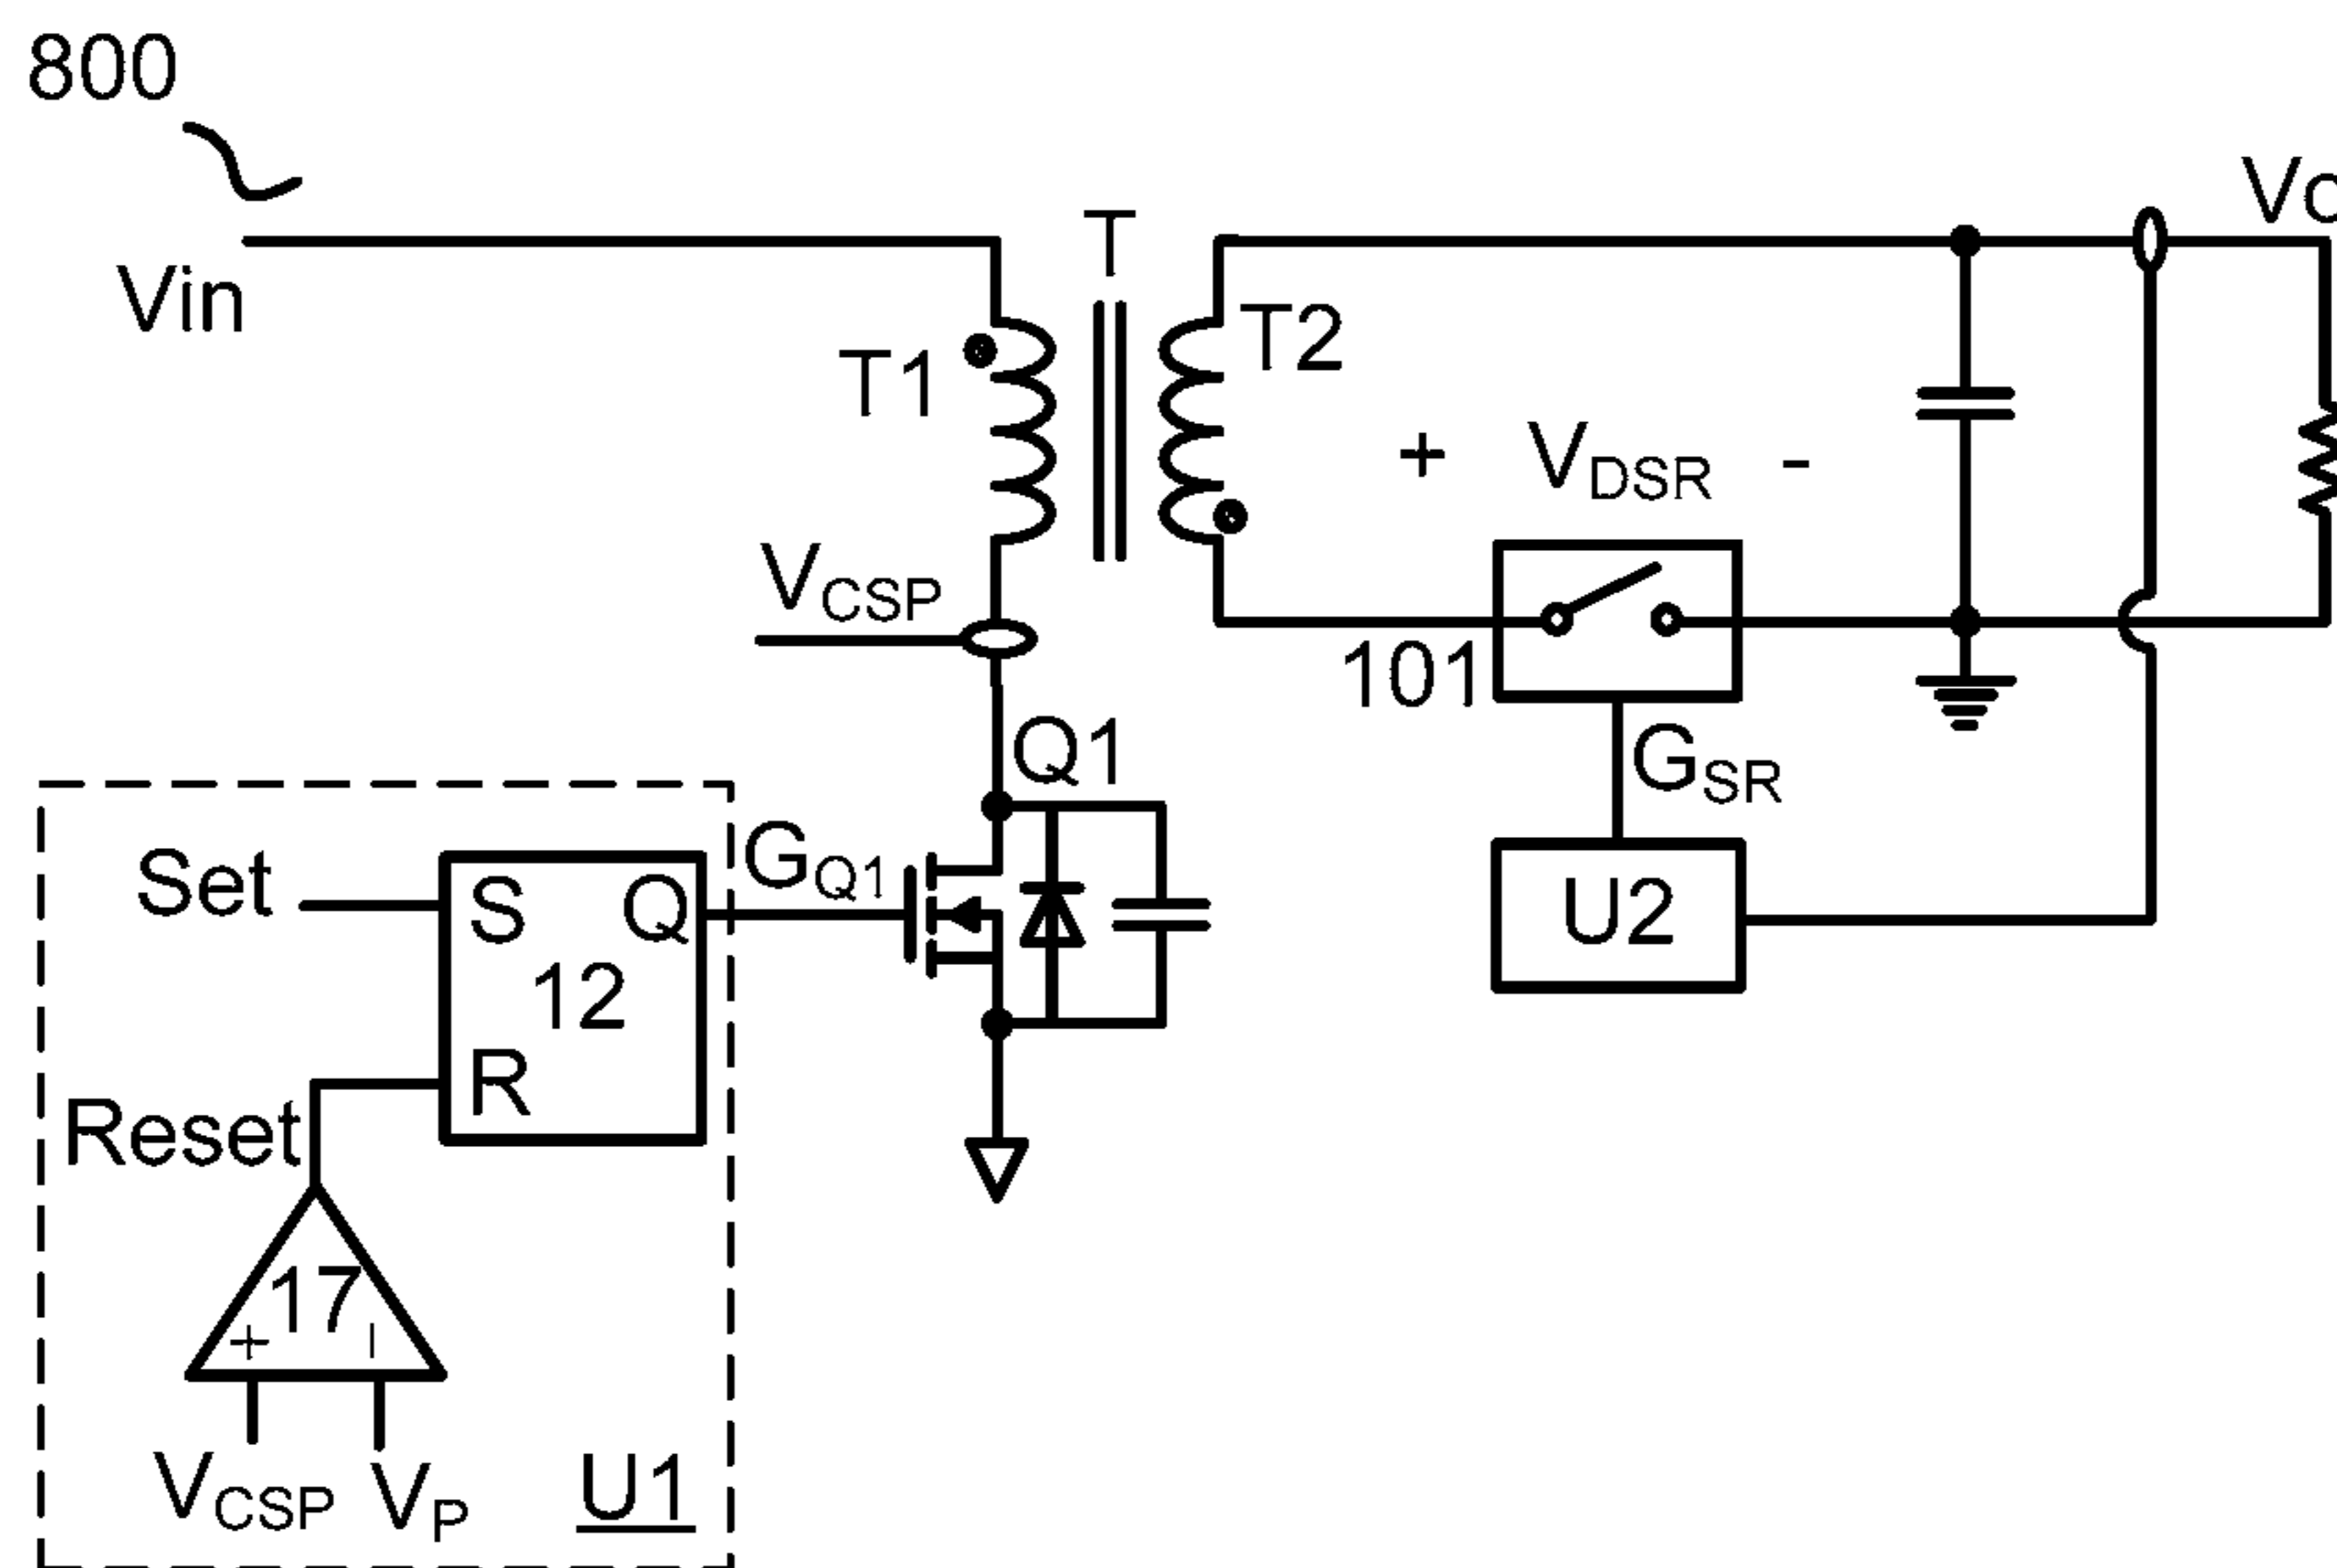 800
Vin
T
T1
T2
+ VDSR -
VCSP
101
Q1
GSR
GQ1
Set
S
Q
12
R
Reset
U2
17
+
VCSP
VP
U1